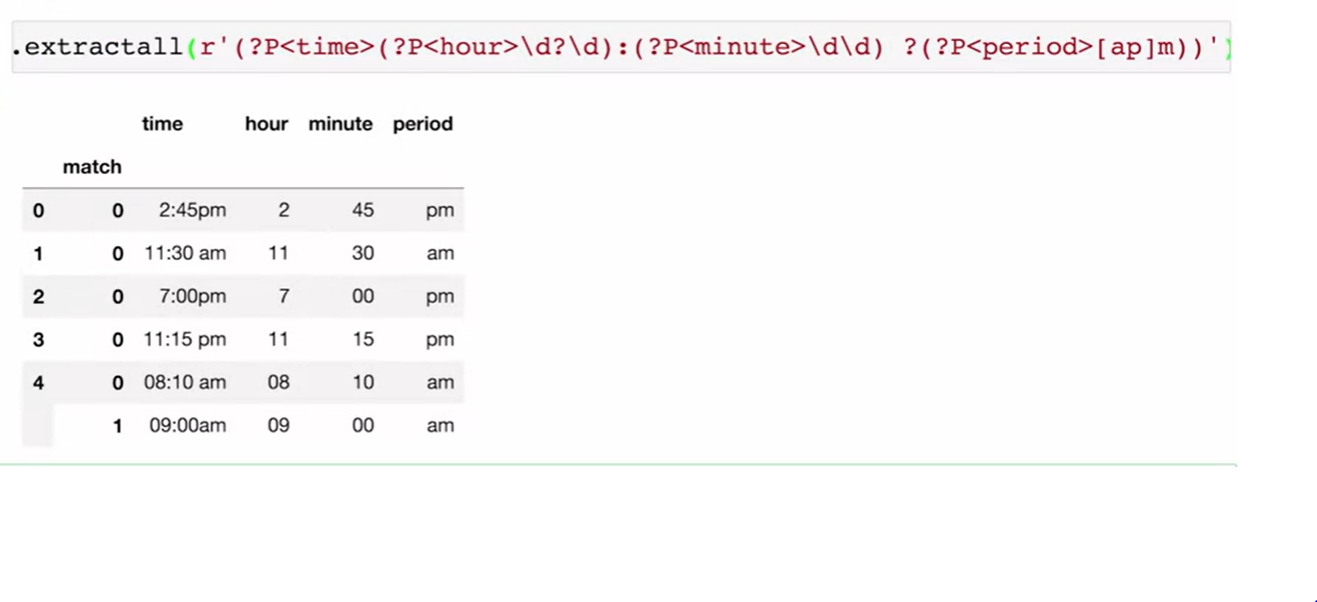 .extractall(r'(?P<time>(?P<hour>\d?\d):(?P<minute>\d\d) ?(?P<period>[ap]m))')
time hour minute period
match
0 0 2:45pm 2 45 pm
1 0 11:30 am 11 30 am
2 0 7:00pm 7 00 pm
3 0 11:15 pm 11 15 pm
4 0 08:10 am 08 10 am
1 09:00am 09 00 am